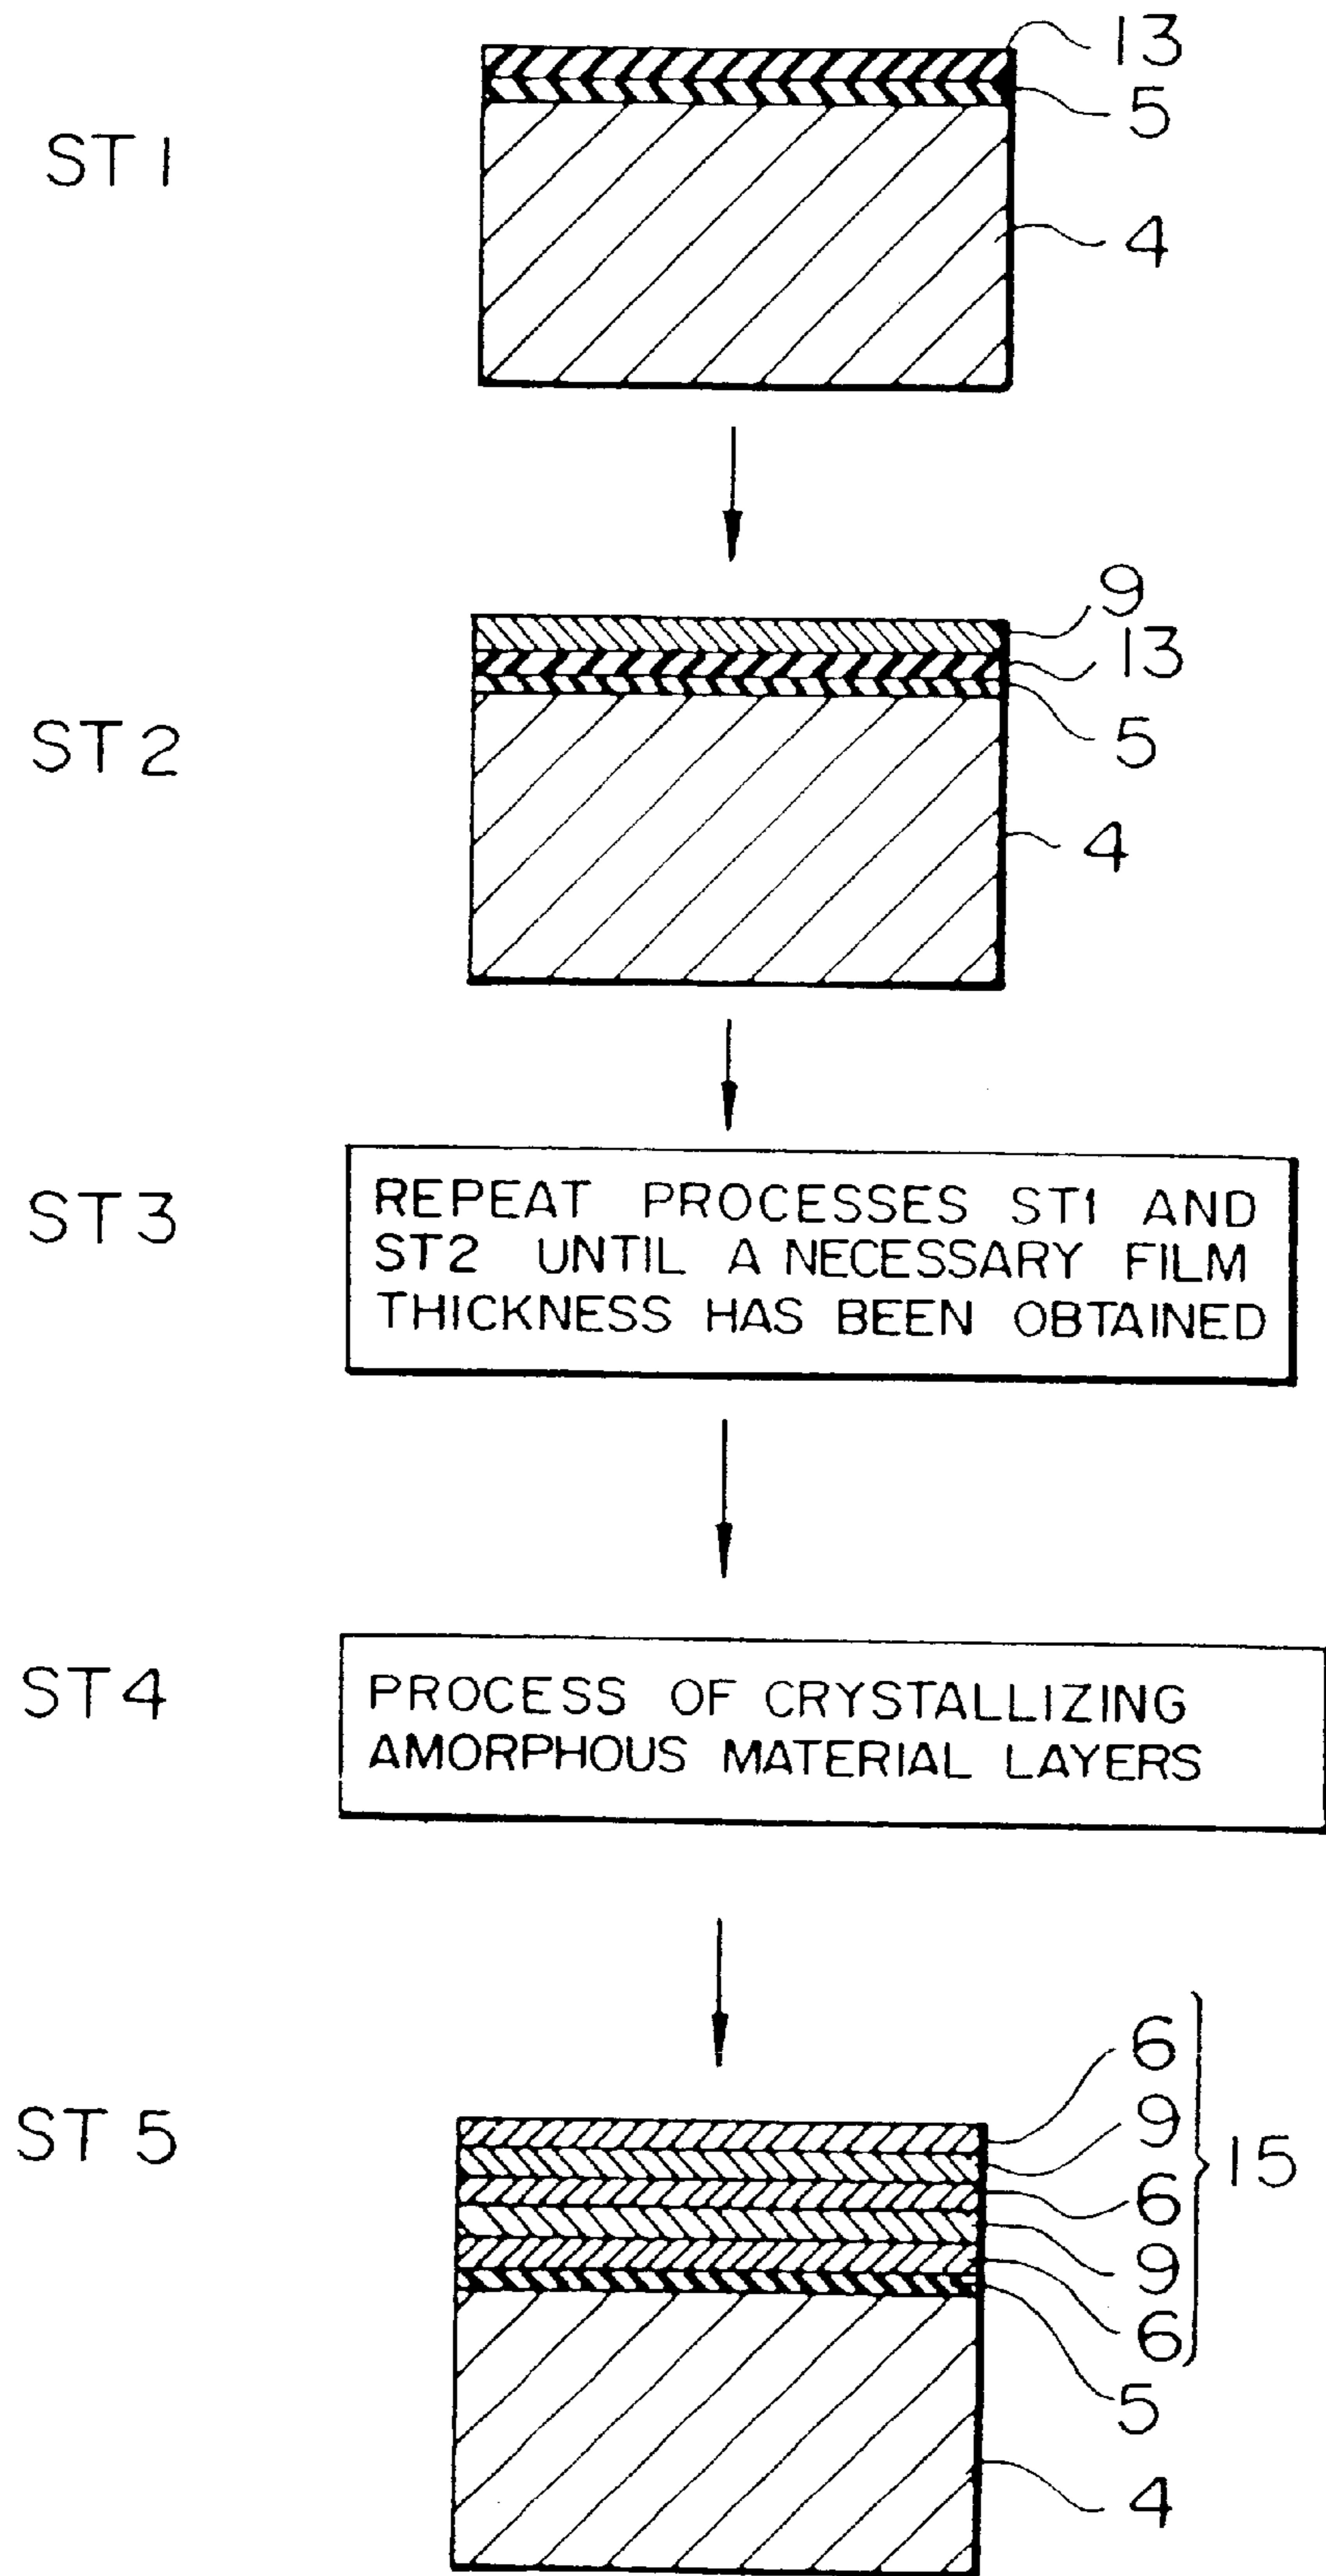 ST1
13
5
4
ST2
9
13
5
4
ST3
REPEAT PROCESSES ST1 AND
ST2 UNTIL A NECESSARY FILM
THICKNESS HAS BEEN OBTAINED
ST4
PROCESS OF CRYSTALLIZING
AMORPHOUS MATERIAL LAYERS
ST5
6
9
6
9
6
15
5
4